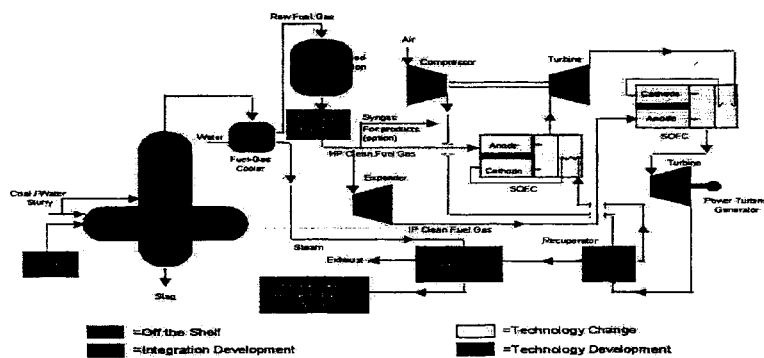 Raw Fuel Gas
Air
Compressor
Turbine
Cathode
Anode
SOFC
Syngas
For products
(option)
Water
Fuel-Gas
Cooler
HP Clean Fuel Gas
Anode
Cathode
SOFC
Turbine
Expander
Power Turbine
Generator
Coal / Water
Slurry
IP Clean Fuel Gas
Steam
Recuperator
Exhaust
Slag
=Off the Shelf
=Technology Change
=Integration Development
=Technology Development